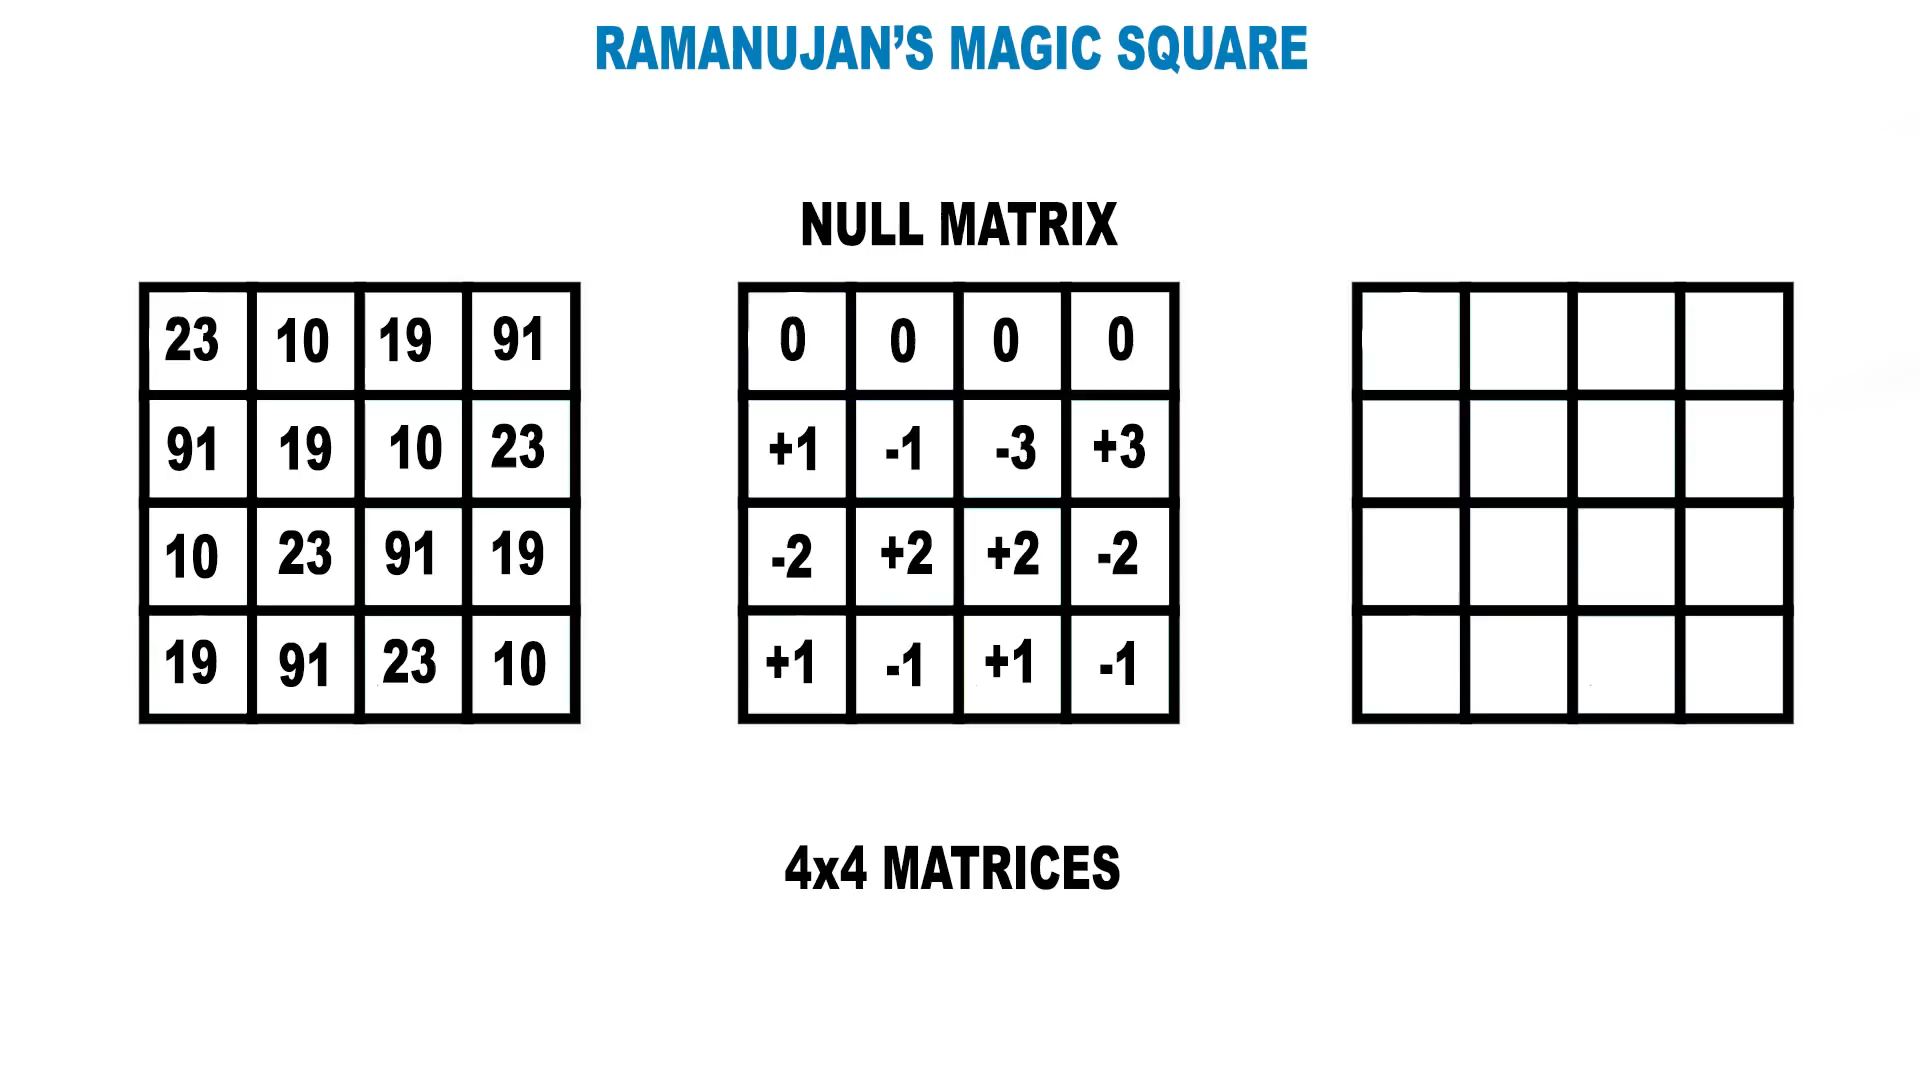 RAMANUJAN’S MAGIC SQUARE
NULL MATRIX
23 10 19 91
91 19 10 23
10 23 91 19
19 91 23 10
0 0 0 0
+1 -1 -3 +3
-2 +2 +2 -2
+1 -1 +1 -1
4x4 MATRICES